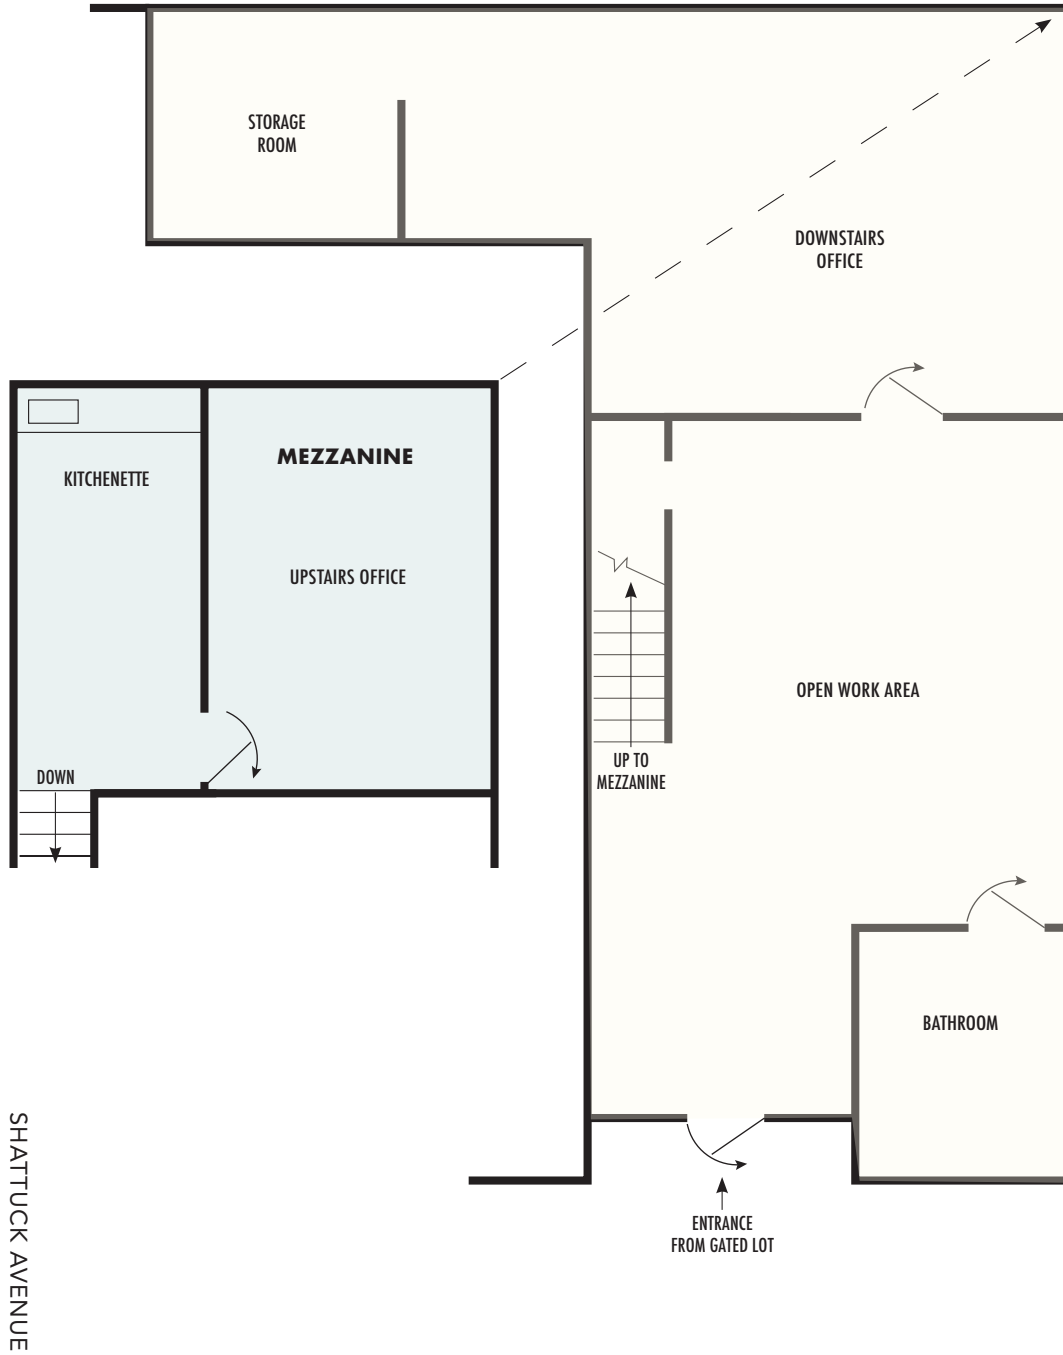 STORAGE
ROOM
DOWNSTAIRS
OFFICE
MEZZANINE
KITCHENETTE
UPSTAIRS OFFICE
OPEN WORK AREA
UP TO
MEZZANINE
DOWN
BATHROOM
ENTRANCE
FROM GATED LOT
SHATTUCK AVENUE